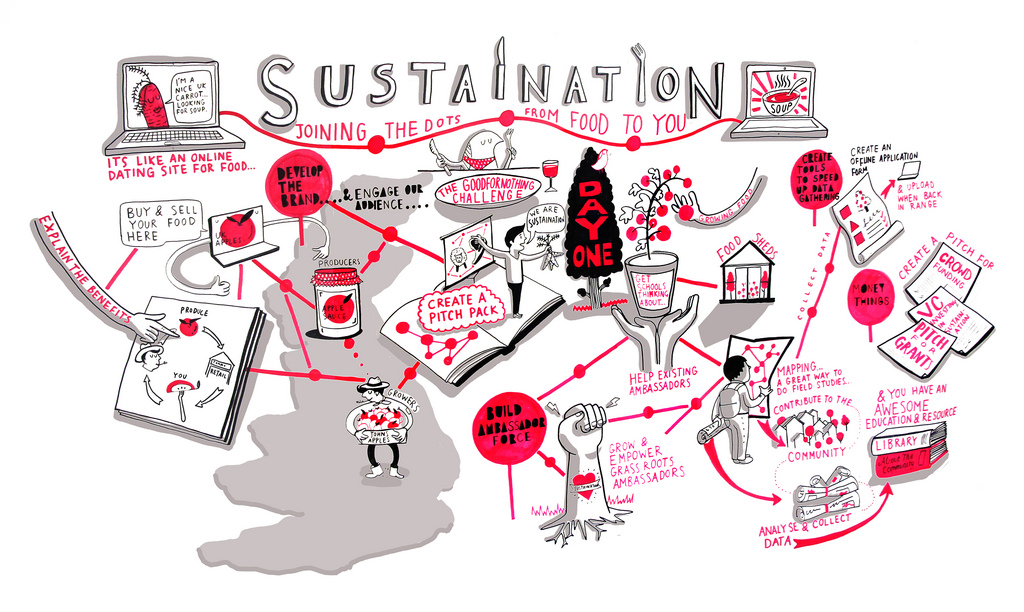 SUSTAINATION
JOINING THE DOTS
FROM FOOD TO YOU
I'M A
NICE UK
CARROT...
LOOKING
FOR SOUP.
ITS LIKE AN ONLINE
DATING SITE FOR FOOD...
SOUP
DEVELOP
THE
BRAND.....
& ENGAGE OUR
AUDIENCE.....
THE GOODFORNOTHING
CHALLENGE
BUY & SELL
YOUR FOOD
HERE
UK
APPLES
EXPLAIN THE BENEFITS
PRODUCE
RETAIL
YOU
PRODUCERS
APPLE
SAUCE
GROWERS
JOHN'S
APPLES
WE ARE
SUSTAINATION
CREATE A
PITCH PACK
DAY
ONE
GROWING FOOD
GET
SCHOOLS
THINKING
ABOUT...
FOOD SHEDS
HELP EXISTING
AMBASSADORS
BUILD
AMBASSADOR
FORCE
SUSTAINATION
GROW &
EMPOWER
GRASS ROOTS
AMBASSADORS
MAPPING...
A GREAT WAY TO
DO FIELD STUDIES...
CONTRIBUTE TO THE
COMMUNITY
ANALYSE & COLLECT
DATA
& YOU HAVE AN
AWESOME
EDUCATION & RESOURCE
LIBRARY
About The
Community
COLLECT DATA
CREATE
TOOLS
TO SPEED
UP DATA
GATHERING
CREATE AN
OFFLINE APPLICATION
FORM
& UPLOAD
WHEN BACK
IN RANGE
MONEY
THINGS
CREATE A PITCH FOR
CROWD
FUNDING
VC
INVESTMENT
IN SUSTAINATION
PITCH
FOR
GRANTS